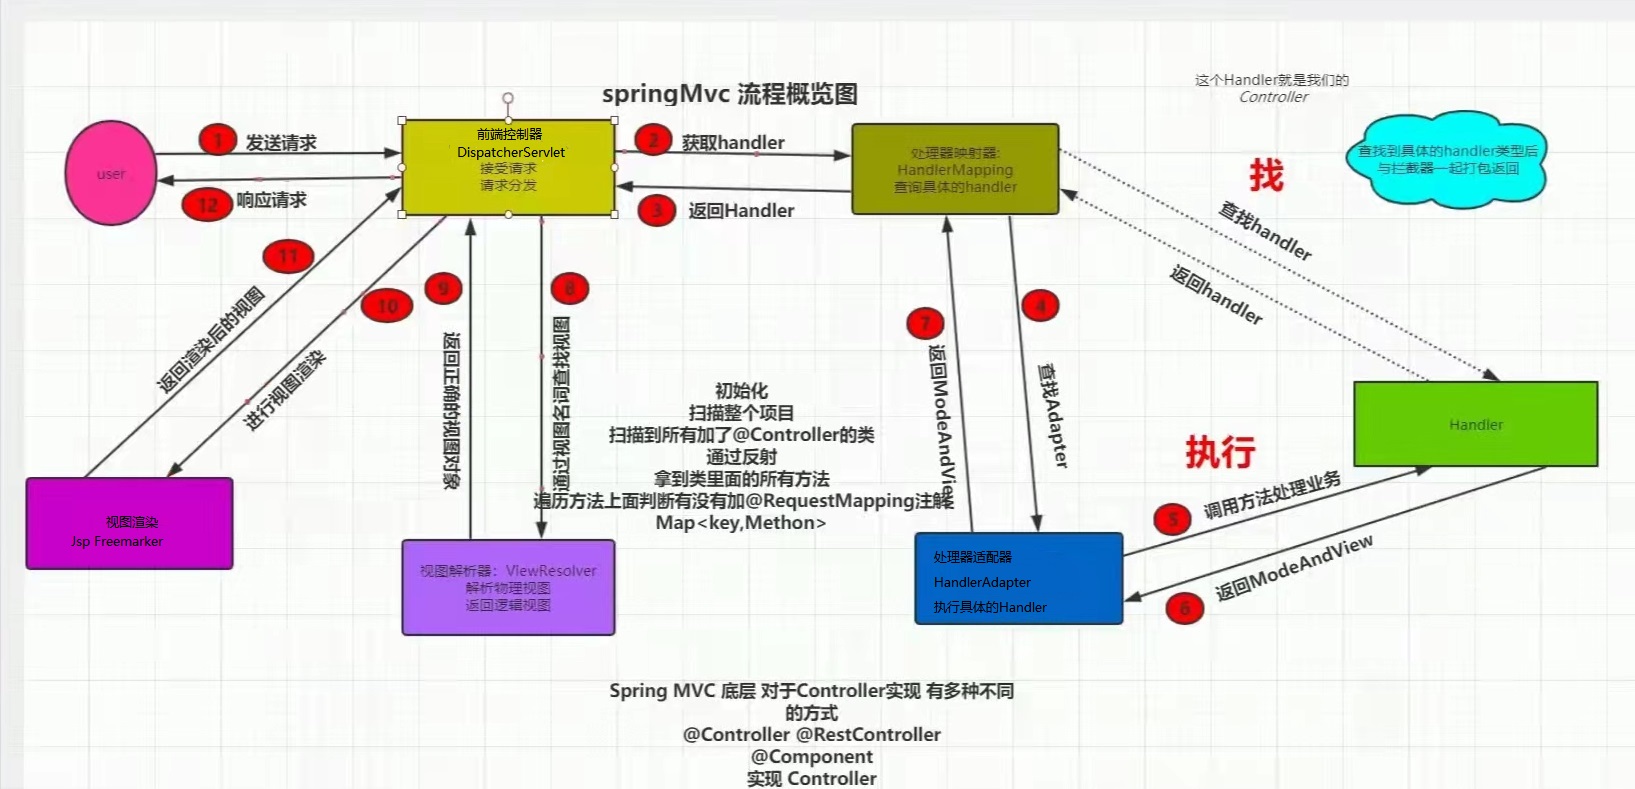 springMvc 流程概览图
这个Handler就是我们的
Controller
user
1
发送请求
12
响应请求
前端控制器
DispatcherServlet
接受请求
请求分发
2
获取handler
3
返回Handler
处理器映射器:
HandlerMapping
查询具体的handler
找
查找到具体的handler类型后
与拦截器一起打包返回
查找handler
返回handler
11
返回渲染后的视图
10
进行视图渲染
9
返回正确的视图对象
8
通过视图名词查找视图
7
返回ModeAndView
4
查找Adapter
初始化
扫描整个项目
扫描到所有加了@Controller的类
通过反射
拿到类里面的所有方法
遍历方法上面判断有没有加@RequestMapping注解
Map<key,Methon>
Handler
执行
5
调用方法处理业务
6
返回ModeAndView
视图渲染
Jsp Freemarker
视图解析器：VIewResolver
解析物理视图
返回逻辑视图
处理器适配器
HandlerAdapter
执行具体的Handler
Spring MVC 底层 对于Controller实现 有多种不同
的方式
@Controller @RestController
@Component
实现 Controller